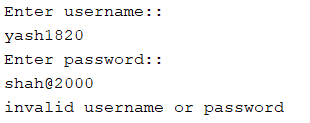 Enter username::
yash1820
Enter password::
shah@2000
invalid username or password